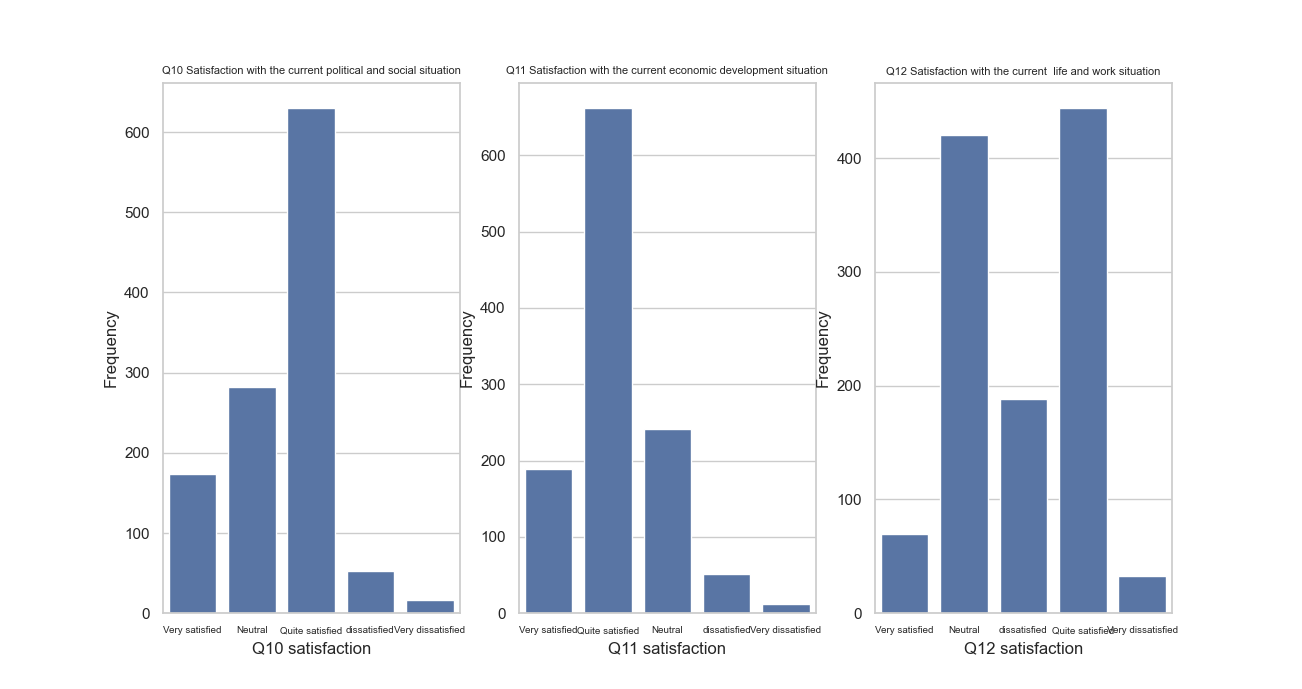 Q10 Satisfaction with the current political and social situation
600
500
400
300
200
100
0
Frequency
Very satisfied Neutral Quite satisfied dissatisfied Very dissatisfied
Q10 satisfaction
Q11 Satisfaction with the current economic development situation
600
500
400
300
200
100
0
Frequency
Very satisfied Quite satisfied Neutral dissatisfied Very dissatisfied
Q11 satisfaction
Q12 Satisfaction with the current  life and work situation
400
300
200
100
0
Frequency
Very satisfied Neutral dissatisfied Quite satisfied Very dissatisfied
Q12 satisfaction